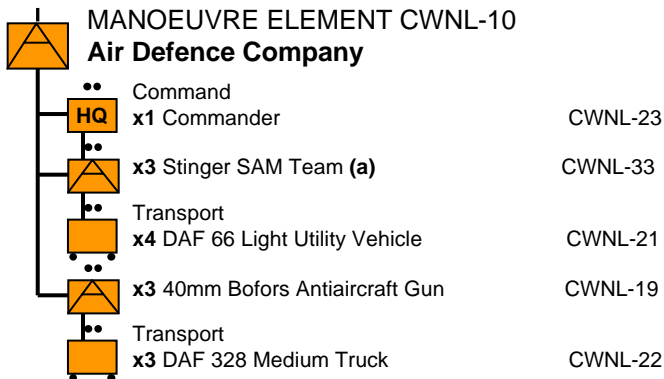 MANOEUVRE ELEMENT CWNL-10
Air Defence Company
Command
HQ x1 Commander CWNL-23
x3 Stinger SAM Team (a) CWNL-33
Transport
x4 DAF 66 Light Utility Vehicle CWNL-21
x3 40mm Bofors Antiaircraft Gun CWNL-19
Transport
x3 DAF 328 Medium Truck CWNL-22